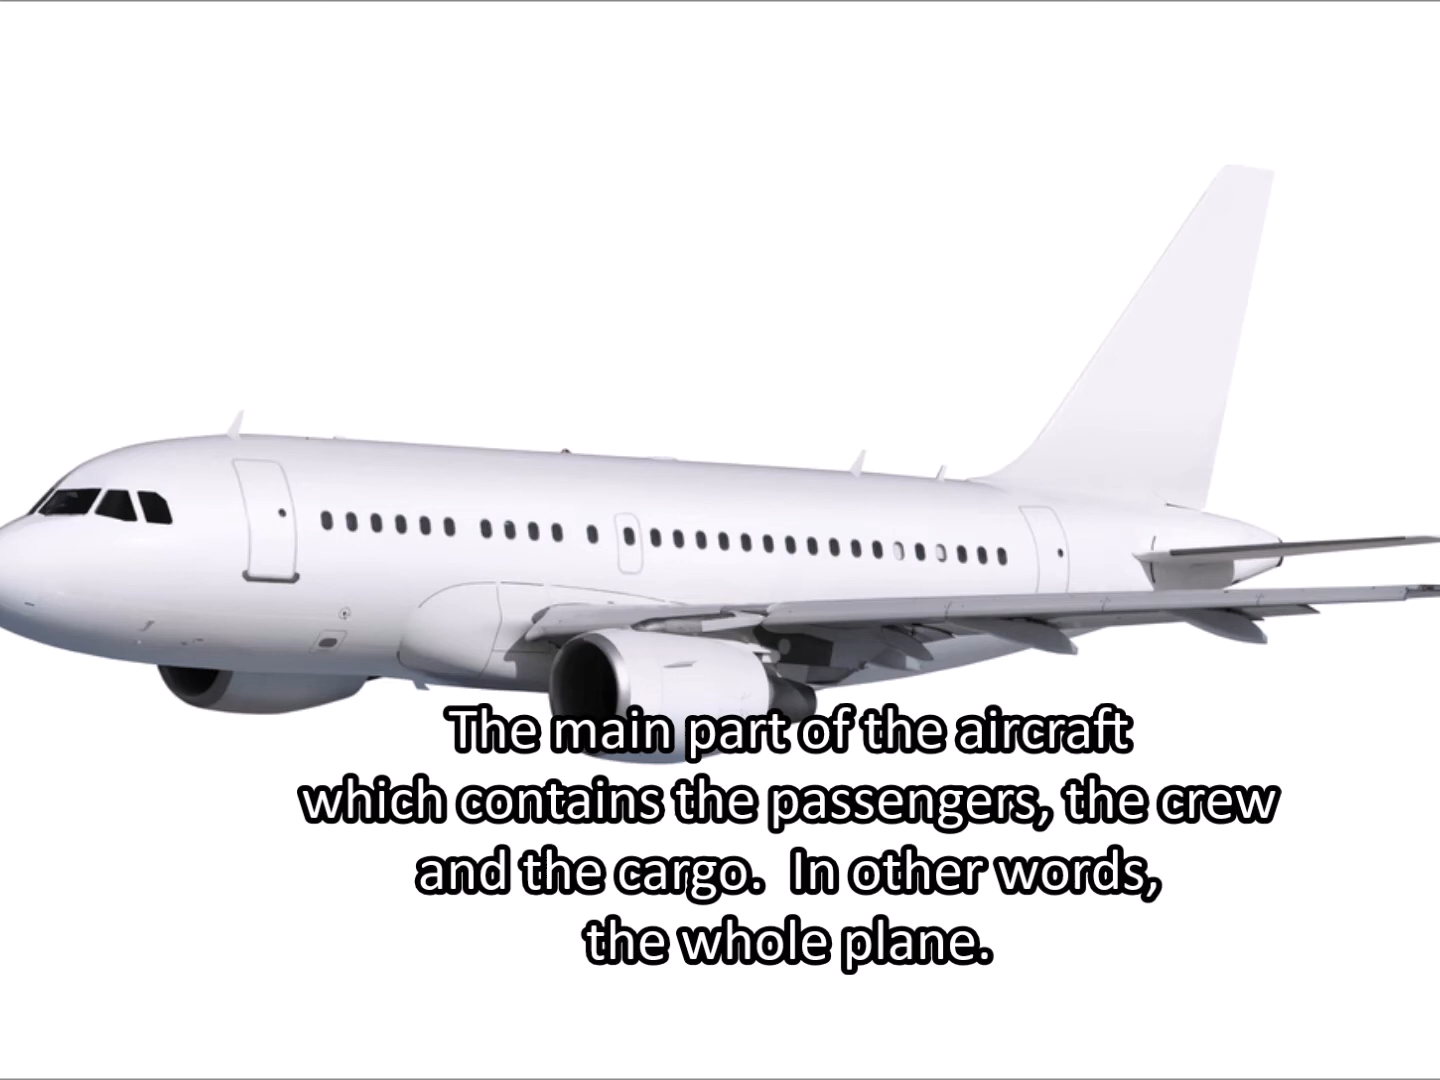 The main part of the aircraft
which contains the passengers, the crew
and the cargo.  In other words,
the whole plane.